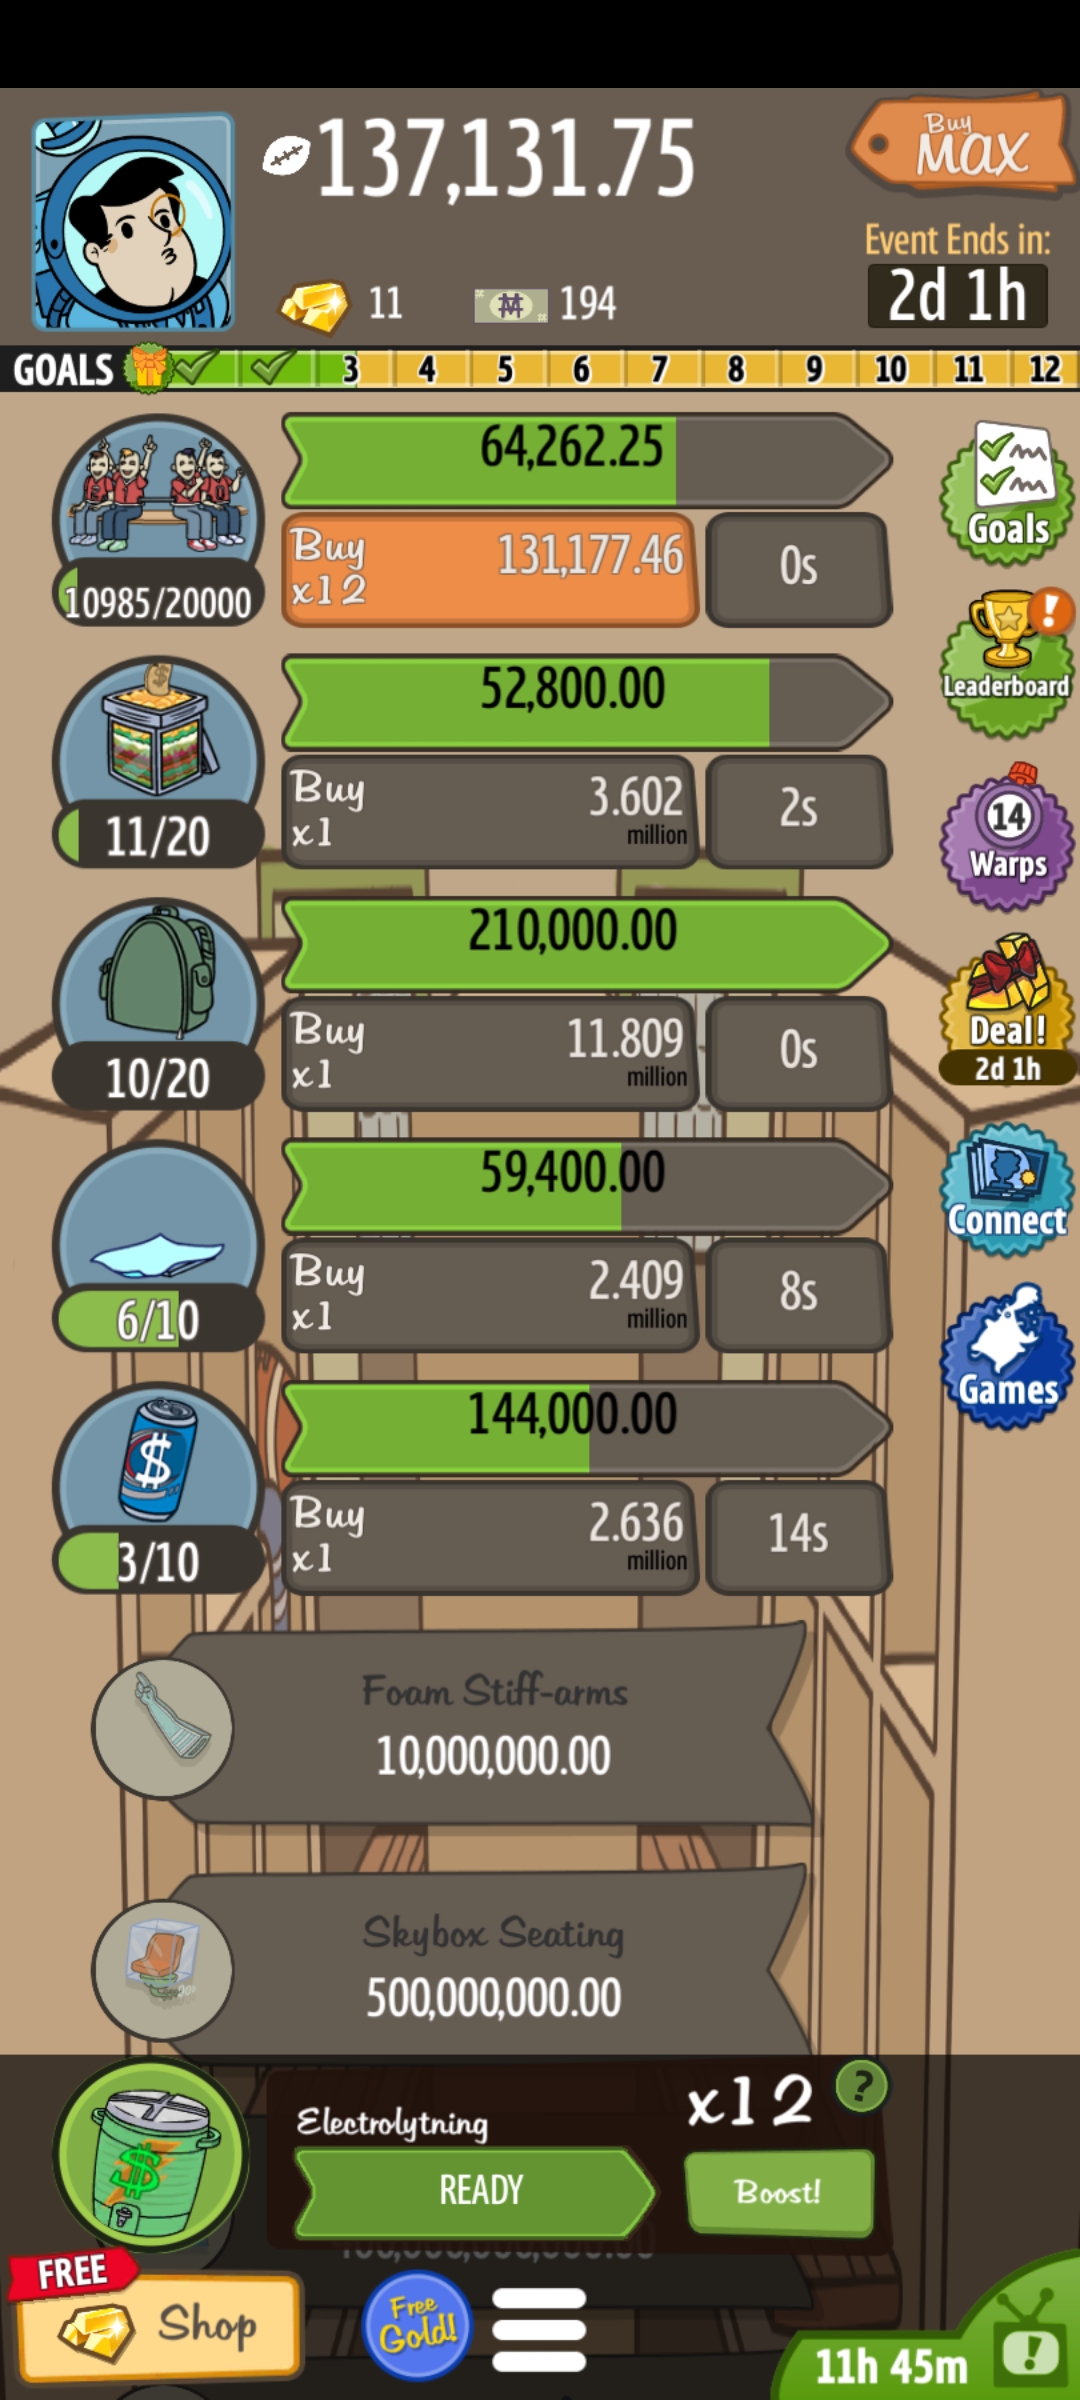 137,131.75
Buy
MAX
Event Ends in:
2d 1h
11
194
GOALS 3 4 5 6 7 8 9 10 11 12
64,262.25
Buy
x12
131,177.46
0s
10985/20000
Goals
Leaderboard
52,800.00
Buy
x1
3.602
million
2s
11/20
14
Warps
210,000.00
Buy
x1
11.809
million
0s
10/20
Deal!
2d 1h
59,400.00
Buy
x1
2.409
million
8s
6/10
Connect
Games
144,000.00
Buy
x1
2.636
million
14s
$
3/10
Foam Stiff-arms
10,000,000.00
Skybox Seating
500,000,000.00
Electrolytning
x12
?
$
READY
Boost!
FREE
Shop
Free
Gold!
11h 45m